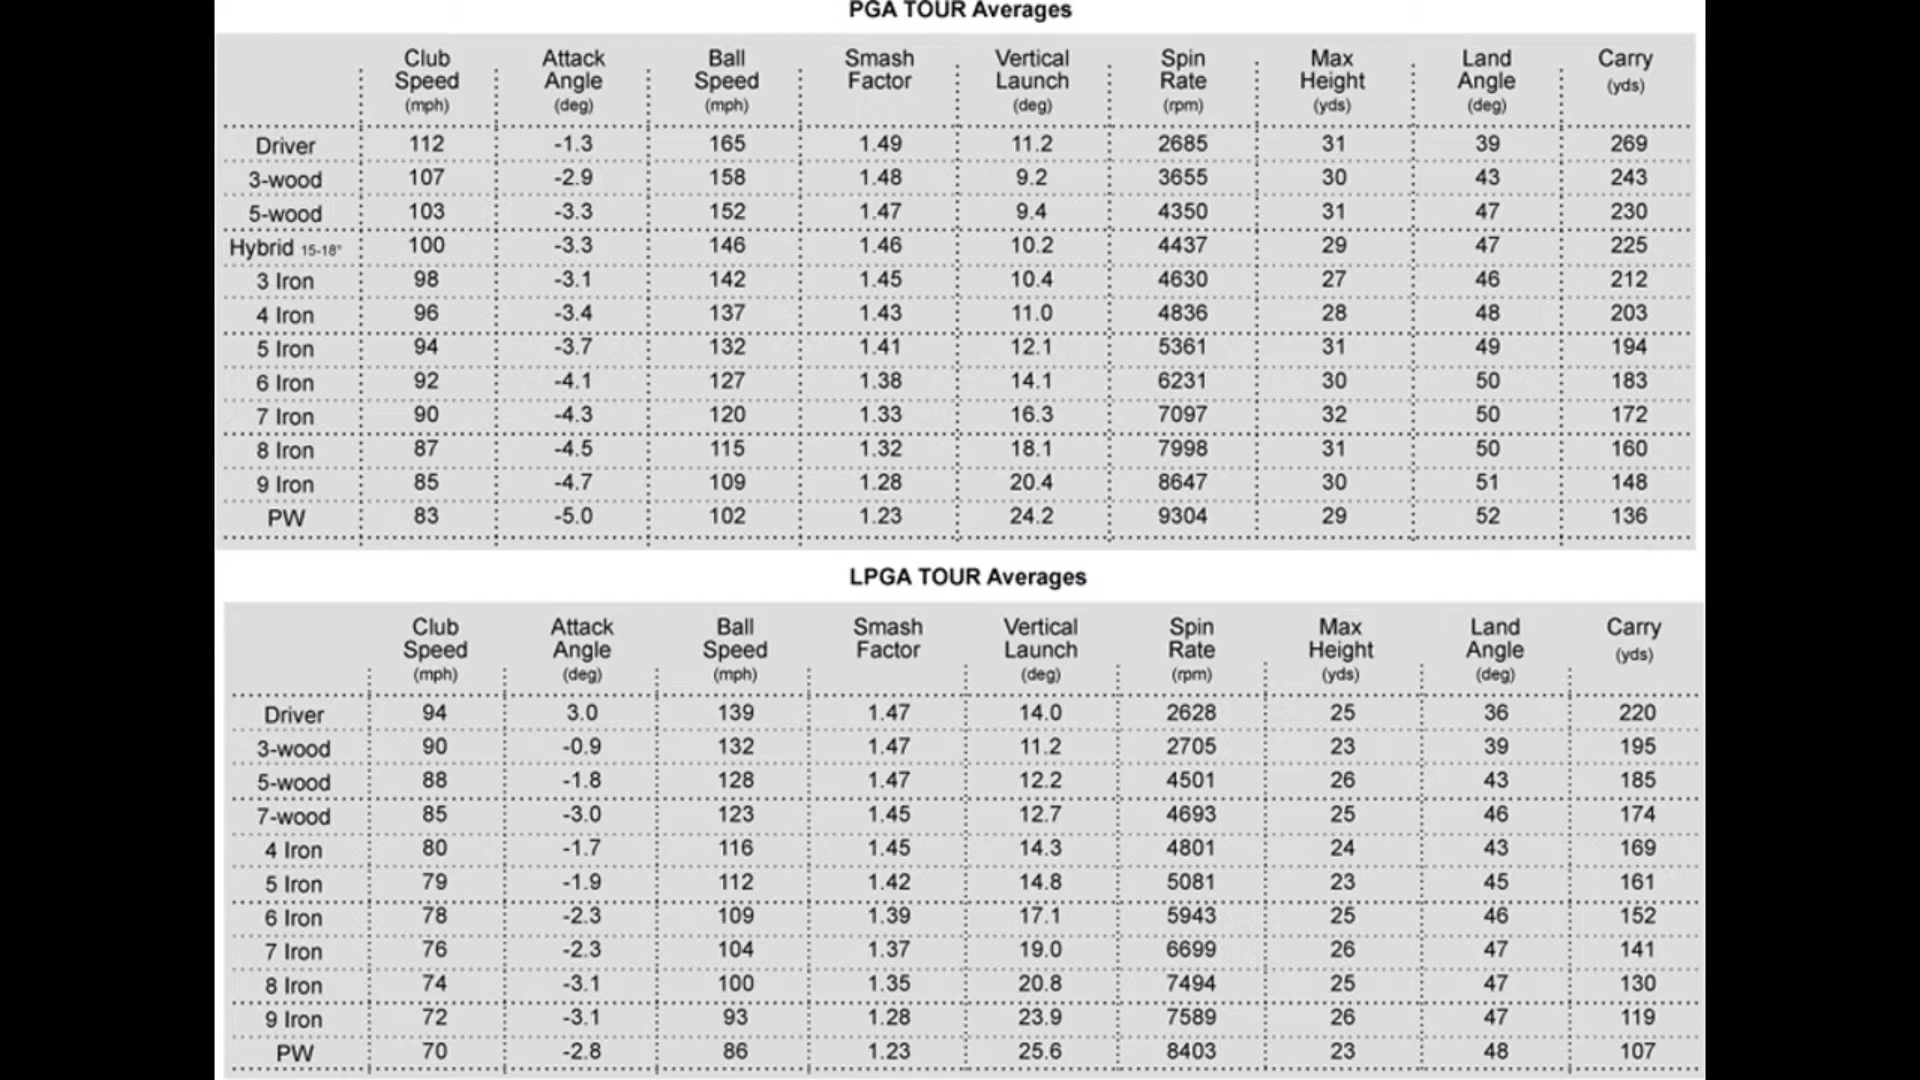 PGA TOUR Averages
Club Speed (mph) Attack Angle (deg) Ball Speed (mph) Smash Factor Vertical Launch (deg) Spin Rate (rpm) Max Height (yds) Land Angle (deg) Carry (yds)
Driver 112 -1.3 165 1.49 11.2 2685 31 39 269
3-wood 107 -2.9 158 1.48 9.2 3655 30 43 243
5-wood 103 -3.3 152 1.47 9.4 4350 31 47 230
Hybrid 15-18° 100 -3.3 146 1.46 10.2 4437 29 47 225
3 Iron 98 -3.1 142 1.45 10.4 4630 27 46 212
4 Iron 96 -3.4 137 1.43 11.0 4836 28 48 203
5 Iron 94 -3.7 132 1.41 12.1 5361 31 49 194
6 Iron 92 -4.1 127 1.38 14.1 6231 30 50 183
7 Iron 90 -4.3 120 1.33 16.3 7097 32 50 172
8 Iron 87 -4.5 115 1.32 18.1 7998 31 50 160
9 Iron 85 -4.7 109 1.28 20.4 8647 30 51 148
PW 83 -5.0 102 1.23 24.2 9304 29 52 136
LPGA TOUR Averages
Club Speed (mph) Attack Angle (deg) Ball Speed (mph) Smash Factor Vertical Launch (deg) Spin Rate (rpm) Max Height (yds) Land Angle (deg) Carry (yds)
Driver 94 3.0 139 1.47 14.0 2628 25 36 220
3-wood 90 -0.9 132 1.47 11.2 2705 23 39 195
5-wood 88 -1.8 128 1.47 12.2 4501 26 43 185
7-wood 85 -3.0 123 1.45 12.7 4693 25 46 174
4 Iron 80 -1.7 116 1.45 14.3 4801 24 43 169
5 Iron 79 -1.9 112 1.42 14.8 5081 23 45 161
6 Iron 78 -2.3 109 1.39 17.1 5943 25 46 152
7 Iron 76 -2.3 104 1.37 19.0 6699 26 47 141
8 Iron 74 -3.1 100 1.35 20.8 7494 25 47 130
9 Iron 72 -3.1 93 1.28 23.9 7589 26 47 119
PW 70 -2.8 86 1.23 25.6 8403 23 48 107